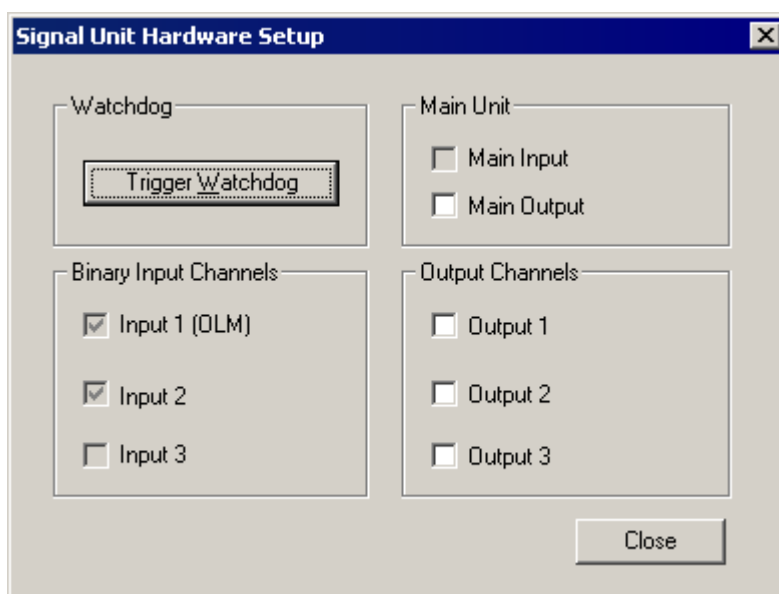 Signal Unit Hardware Setup
Watchdog
Trigger Watchdog
Main Unit
Main Input
Main Output
Binary Input Channels
Input 1 (OLM)
Input 2
Input 3
Output Channels
Output 1
Output 2
Output 3
Close